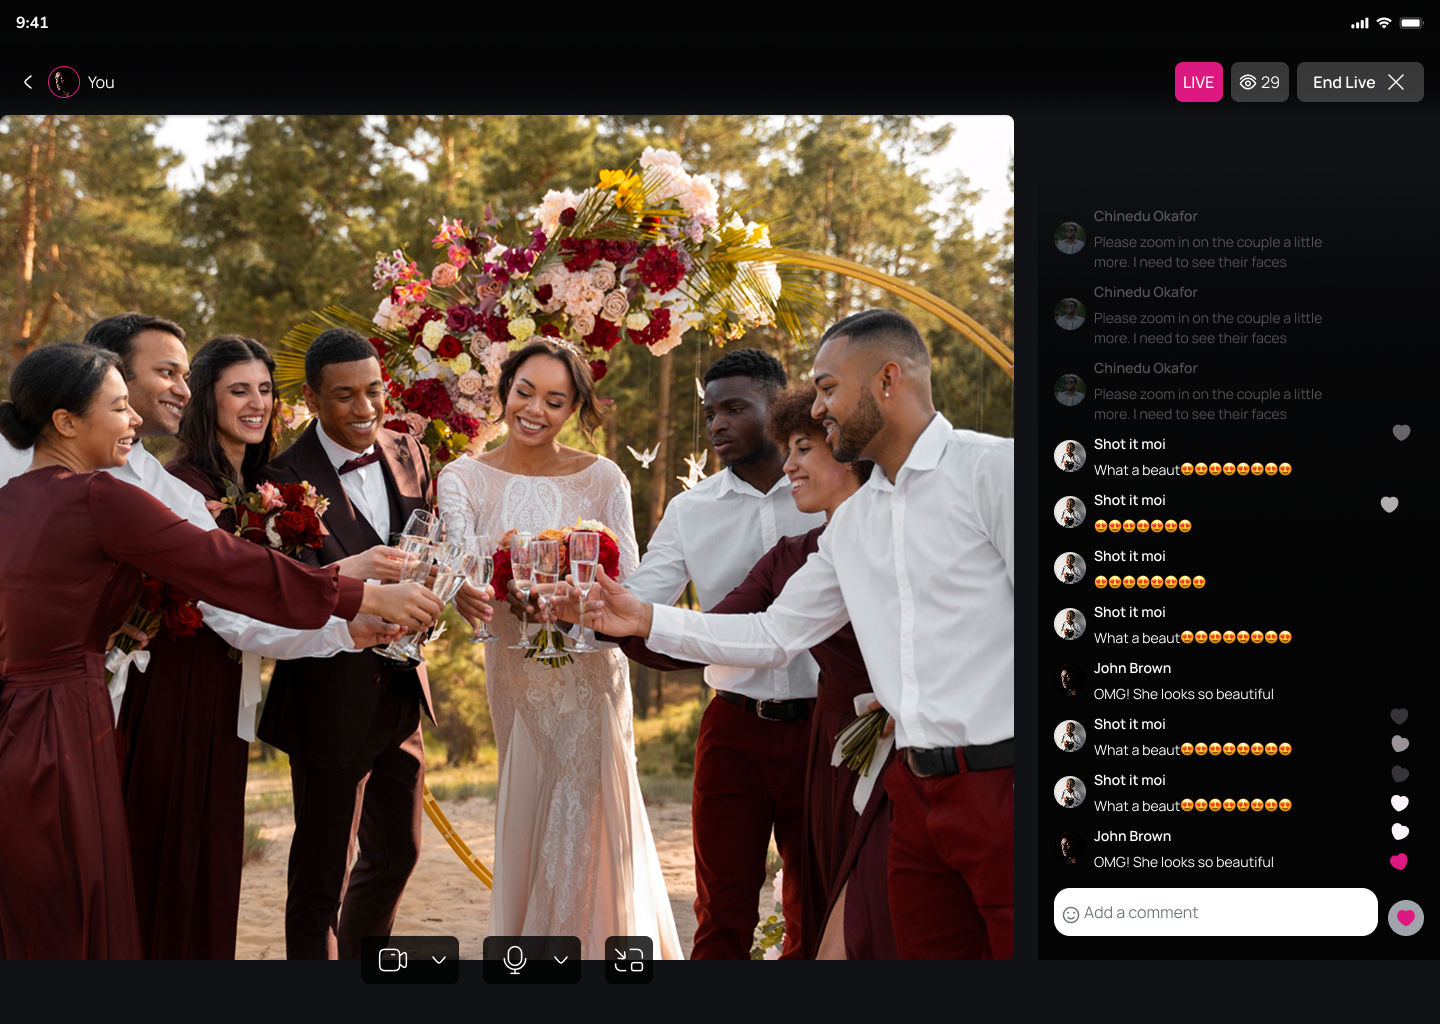 9:41
You
LIVE
29
End Live
Chinedu Okafor
Please zoom in on the couple a little
more. I need to see their faces
Chinedu Okafor
Please zoom in on the couple a little
more. I need to see their faces
Chinedu Okafor
Please zoom in on the couple a little
more. I need to see their faces
Shot it moi
What a beaut😍😍😍😍😍😍😍😍
Shot it moi
😍😍😍😍😍😍😍
Shot it moi
😍😍😍😍😍😍😍😍
Shot it moi
What a beaut😍😍😍😍😍😍😍😍
John Brown
OMG! She looks so beautiful
Shot it moi
What a beaut😍😍😍😍😍😍😍😍
Shot it moi
What a beaut😍😍😍😍😍😍😍😍
John Brown
OMG! She looks so beautiful
Add a comment